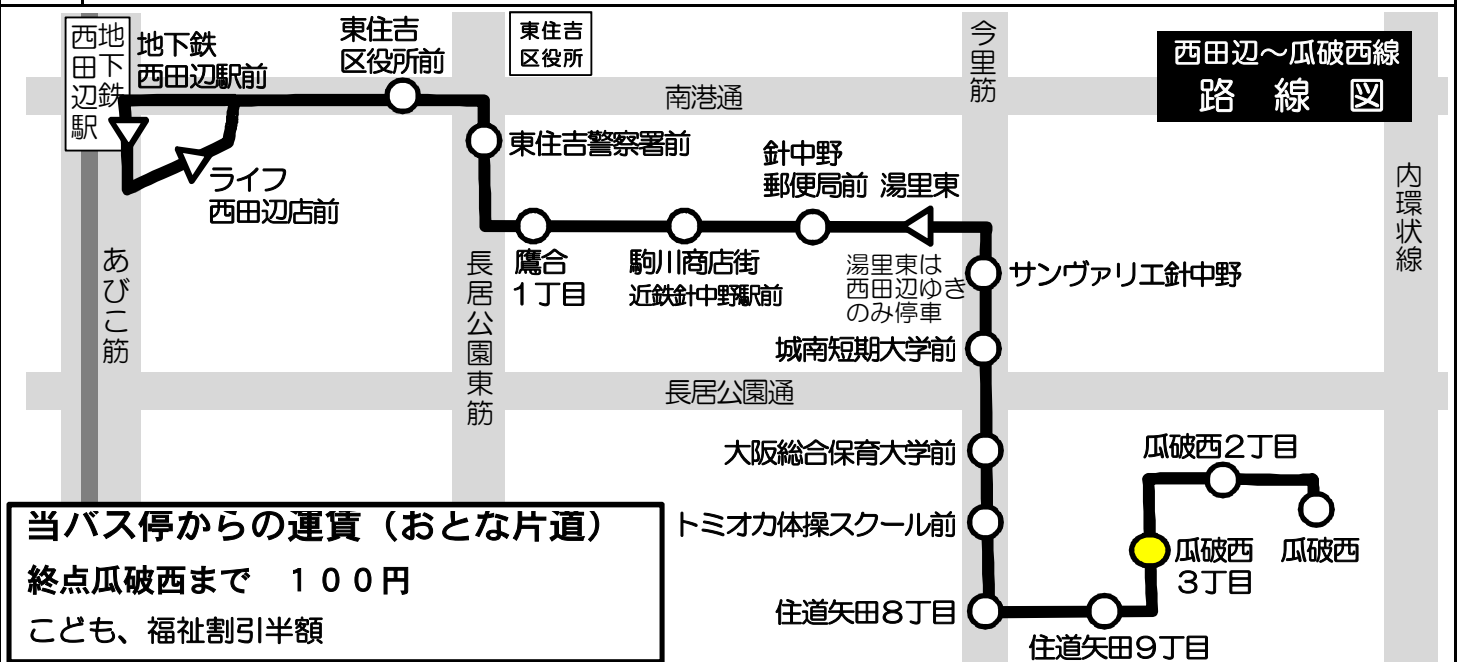 地下鉄
西田辺駅
地下鉄
西田辺駅前
東住吉
区役所前
東住吉
区役所
南港通
今里筋
西田辺～瓜破西線
路線図
内環状線
東住吉警察署前
針中野
郵便局前
湯里東
ライフ
西田辺店前
あびこ筋
長居公園東筋
鷹合
１丁目
駒川商店街
近鉄針中野駅前
湯里東は
西田辺ゆき
のみ停車
サンヴァリエ針中野
城南短期大学前
長居公園通
大阪総合保育大学前
瓜破西２丁目
トミオカ体操スクール前
瓜破西
３丁目
瓜破西
住道矢田８丁目
住道矢田９丁目
当バス停からの運賃（おとな片道）
終点瓜破西まで　１００円
こども、福祉割引半額